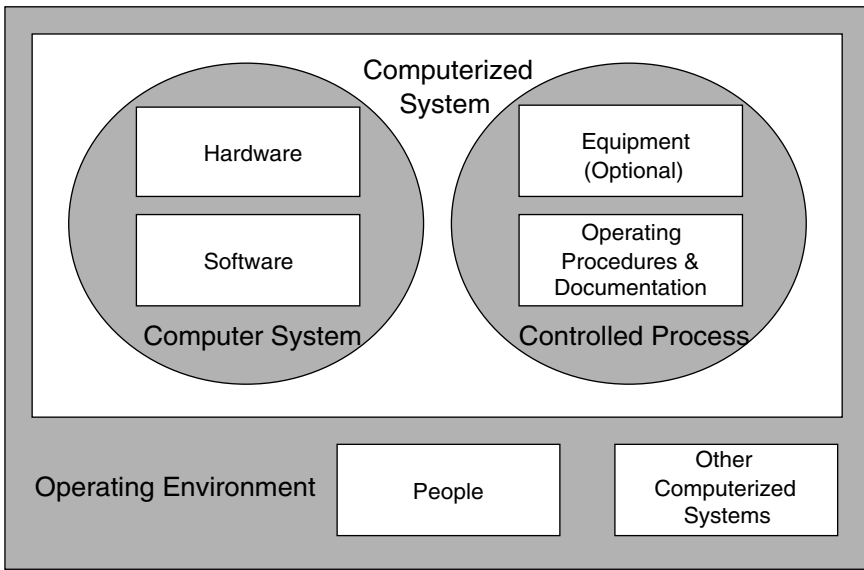 Computerized
System
Hardware
Software
Computer System
Equipment
(Optional)
Operating
Procedures &
Documentation
Controlled Process
Operating Environment
People
Other
Computerized
Systems